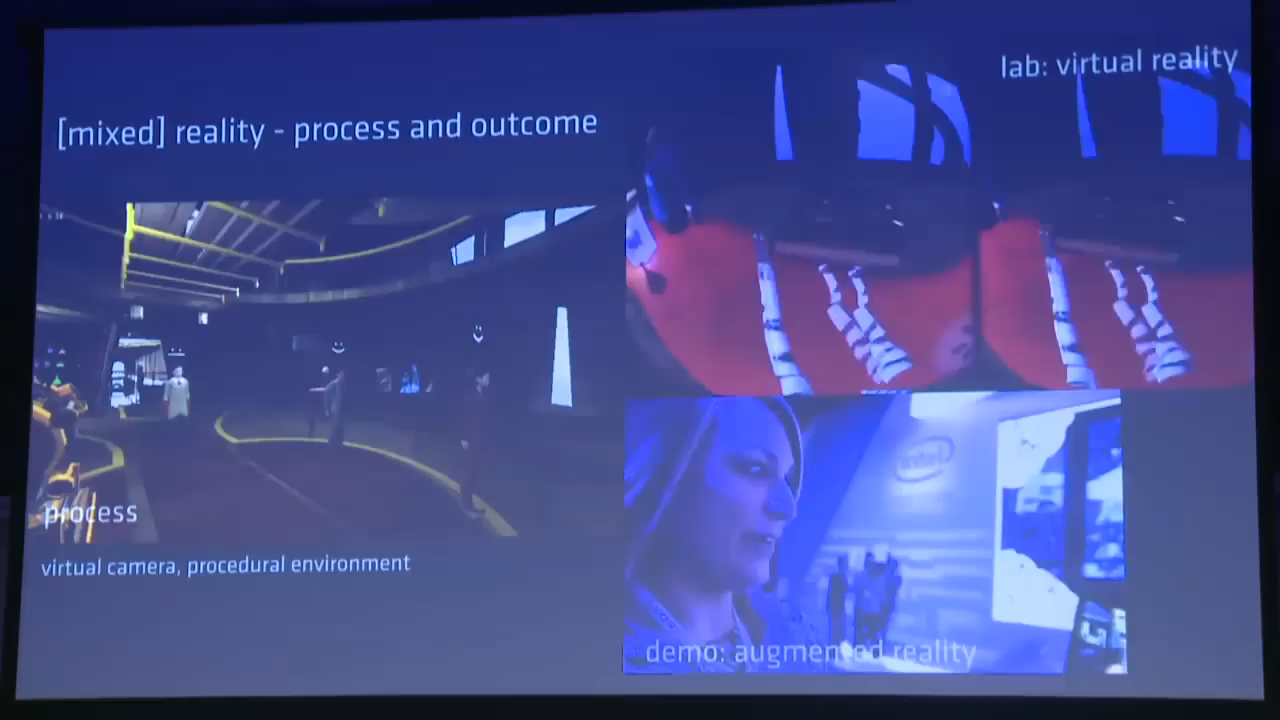 [mixed] reality - process and outcome
lab: virtual reality
process
virtual camera, procedural environment
intel
demo: augmented reality